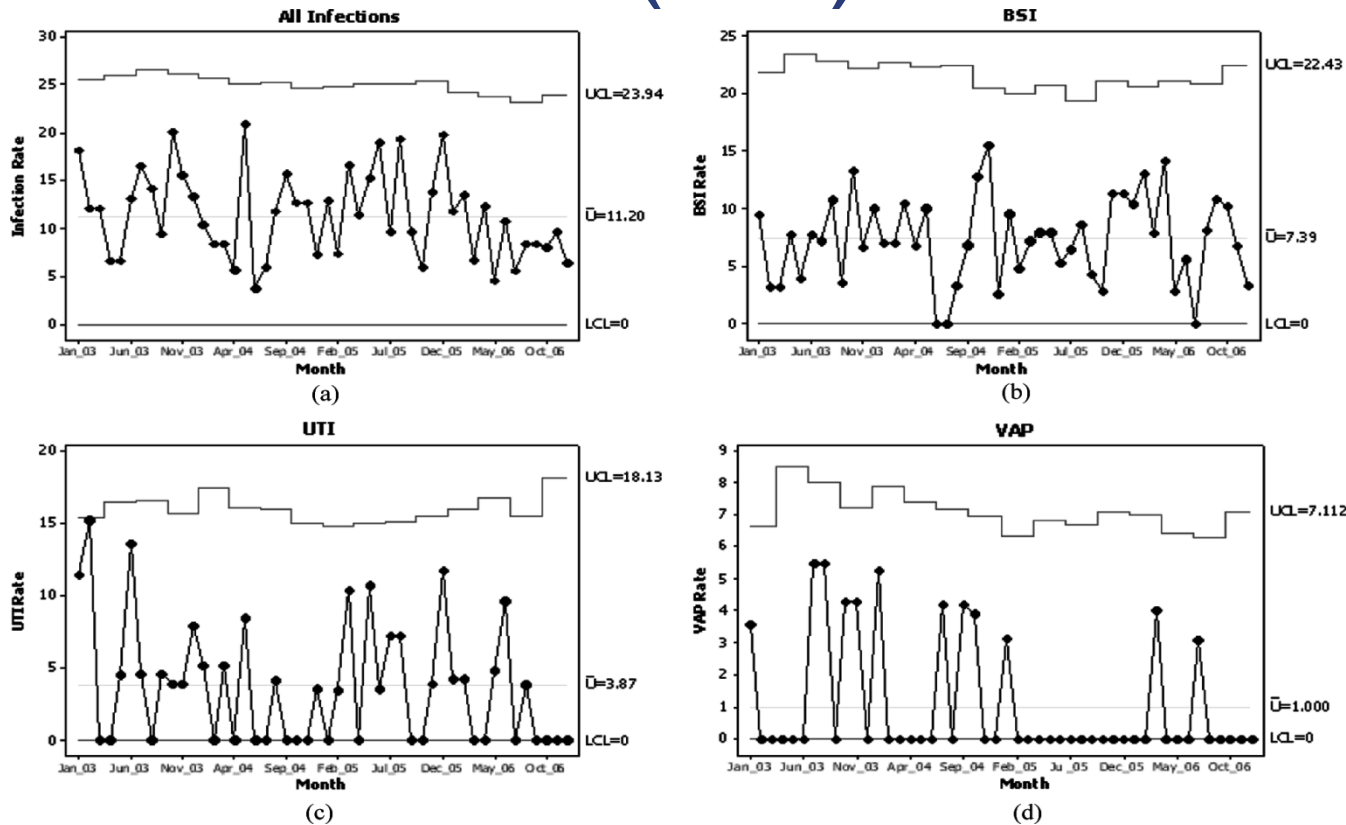 All Infections
30
25
20
15
10
5
0
Infection Rate
UCL=23.94
Ū=11.20
LCL=0
Jan_03 Jun_03 Nov_03 Apr_04 Sep_04 Feb_05 Jul_05 Dec_05 May_06 Oct_06
Month
(a)
BSI
25
20
15
10
5
0
BSI Rate
UCL=22.43
Ū=7.39
LCL=0
Jan_03 Jun_03 Nov_03 Apr_04 Sep_04 Feb_05 Jul_05 Dec_05 May_06 Oct_06
Month
(b)
UTI
20
15
10
5
0
UTI Rate
UCL=18.13
Ū=3.87
LCL=0
Jan_03 Jun_03 Nov_03 Apr_04 Sep_04 Feb_05 Jul_05 Dec_05 May_06 Oct_06
Month
(c)
VAP
9
8
7
6
5
4
3
2
1
0
VAP Rate
UCL=7.112
Ū=1.000
LCL=0
Jan_03 Jun_03 Nov_03 Apr_04 Sep_04 Feb_05 Ju_05 Dec_05 May_06 Oct_06
Month
(d)